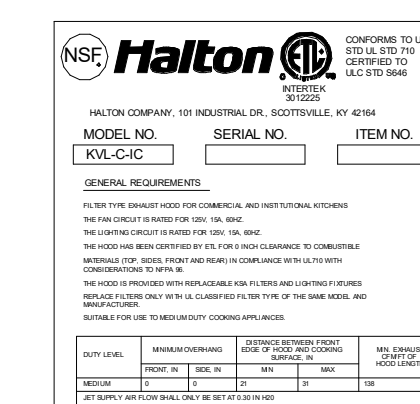 NSF
Halton
ETL
CONFORMS TO U
STD UL STD 710
CERTIFIED TO
ULC STD S646
INTERTEK
3012225
HALTON COMPANY, 101 INDUSTRIAL DR., SCOTTSVILLE, KY 42164
MODEL NO. SERIAL NO. ITEM NO.
KVL-C-IC
GENERAL REQUIREMENTS
FILTER TYPE EXHAUST HOOD FOR COMMERCIAL AND INSTITUTIONAL KITCHENS
THE FAN CIRCUIT IS RATED FOR 125V, 15A, 60HZ.
THE LIGHTING CIRCUIT IS RATED FOR 125V, 15A, 60HZ.
THE HOOD HAS BEEN CERTIFIED BY ETL FOR 0 INCH CLEARANCE TO COMBUSTIBLE
MATERIALS (TOP, SIDES, FRONT AND REAR) IN COMPLIANCE WITH UL710 WITH
CONSIDERATIONS TO NFPA 96.
THE HOOD IS PROVIDED WITH REPLACEABLE KSA FILTERS AND LIGHTING FIXTURES
REPLACE FILTERS ONLY WITH UL CLASSIFIED FILTER TYPE OF THE SAME MODEL AND
MANUFACTURER.
SUITABLE FOR USE TO MEDIUM DUTY COOKING APPLIANCES.
DUTY LEVEL
MINIMUM OVERHANG
DISTANCE BETWEEN FRONT
EDGE OF HOOD AND COOKING
SURFACE, IN
MIN. EXHAUS
CFM/FT OF
HOOD LENGTH
FRONT, IN SIDE, IN MIN MAX
MEDIUM 0 0 21 31 138
JET SUPPLY AIR FLOW SHALL ONLY BE SET AT 0.30 IN H20